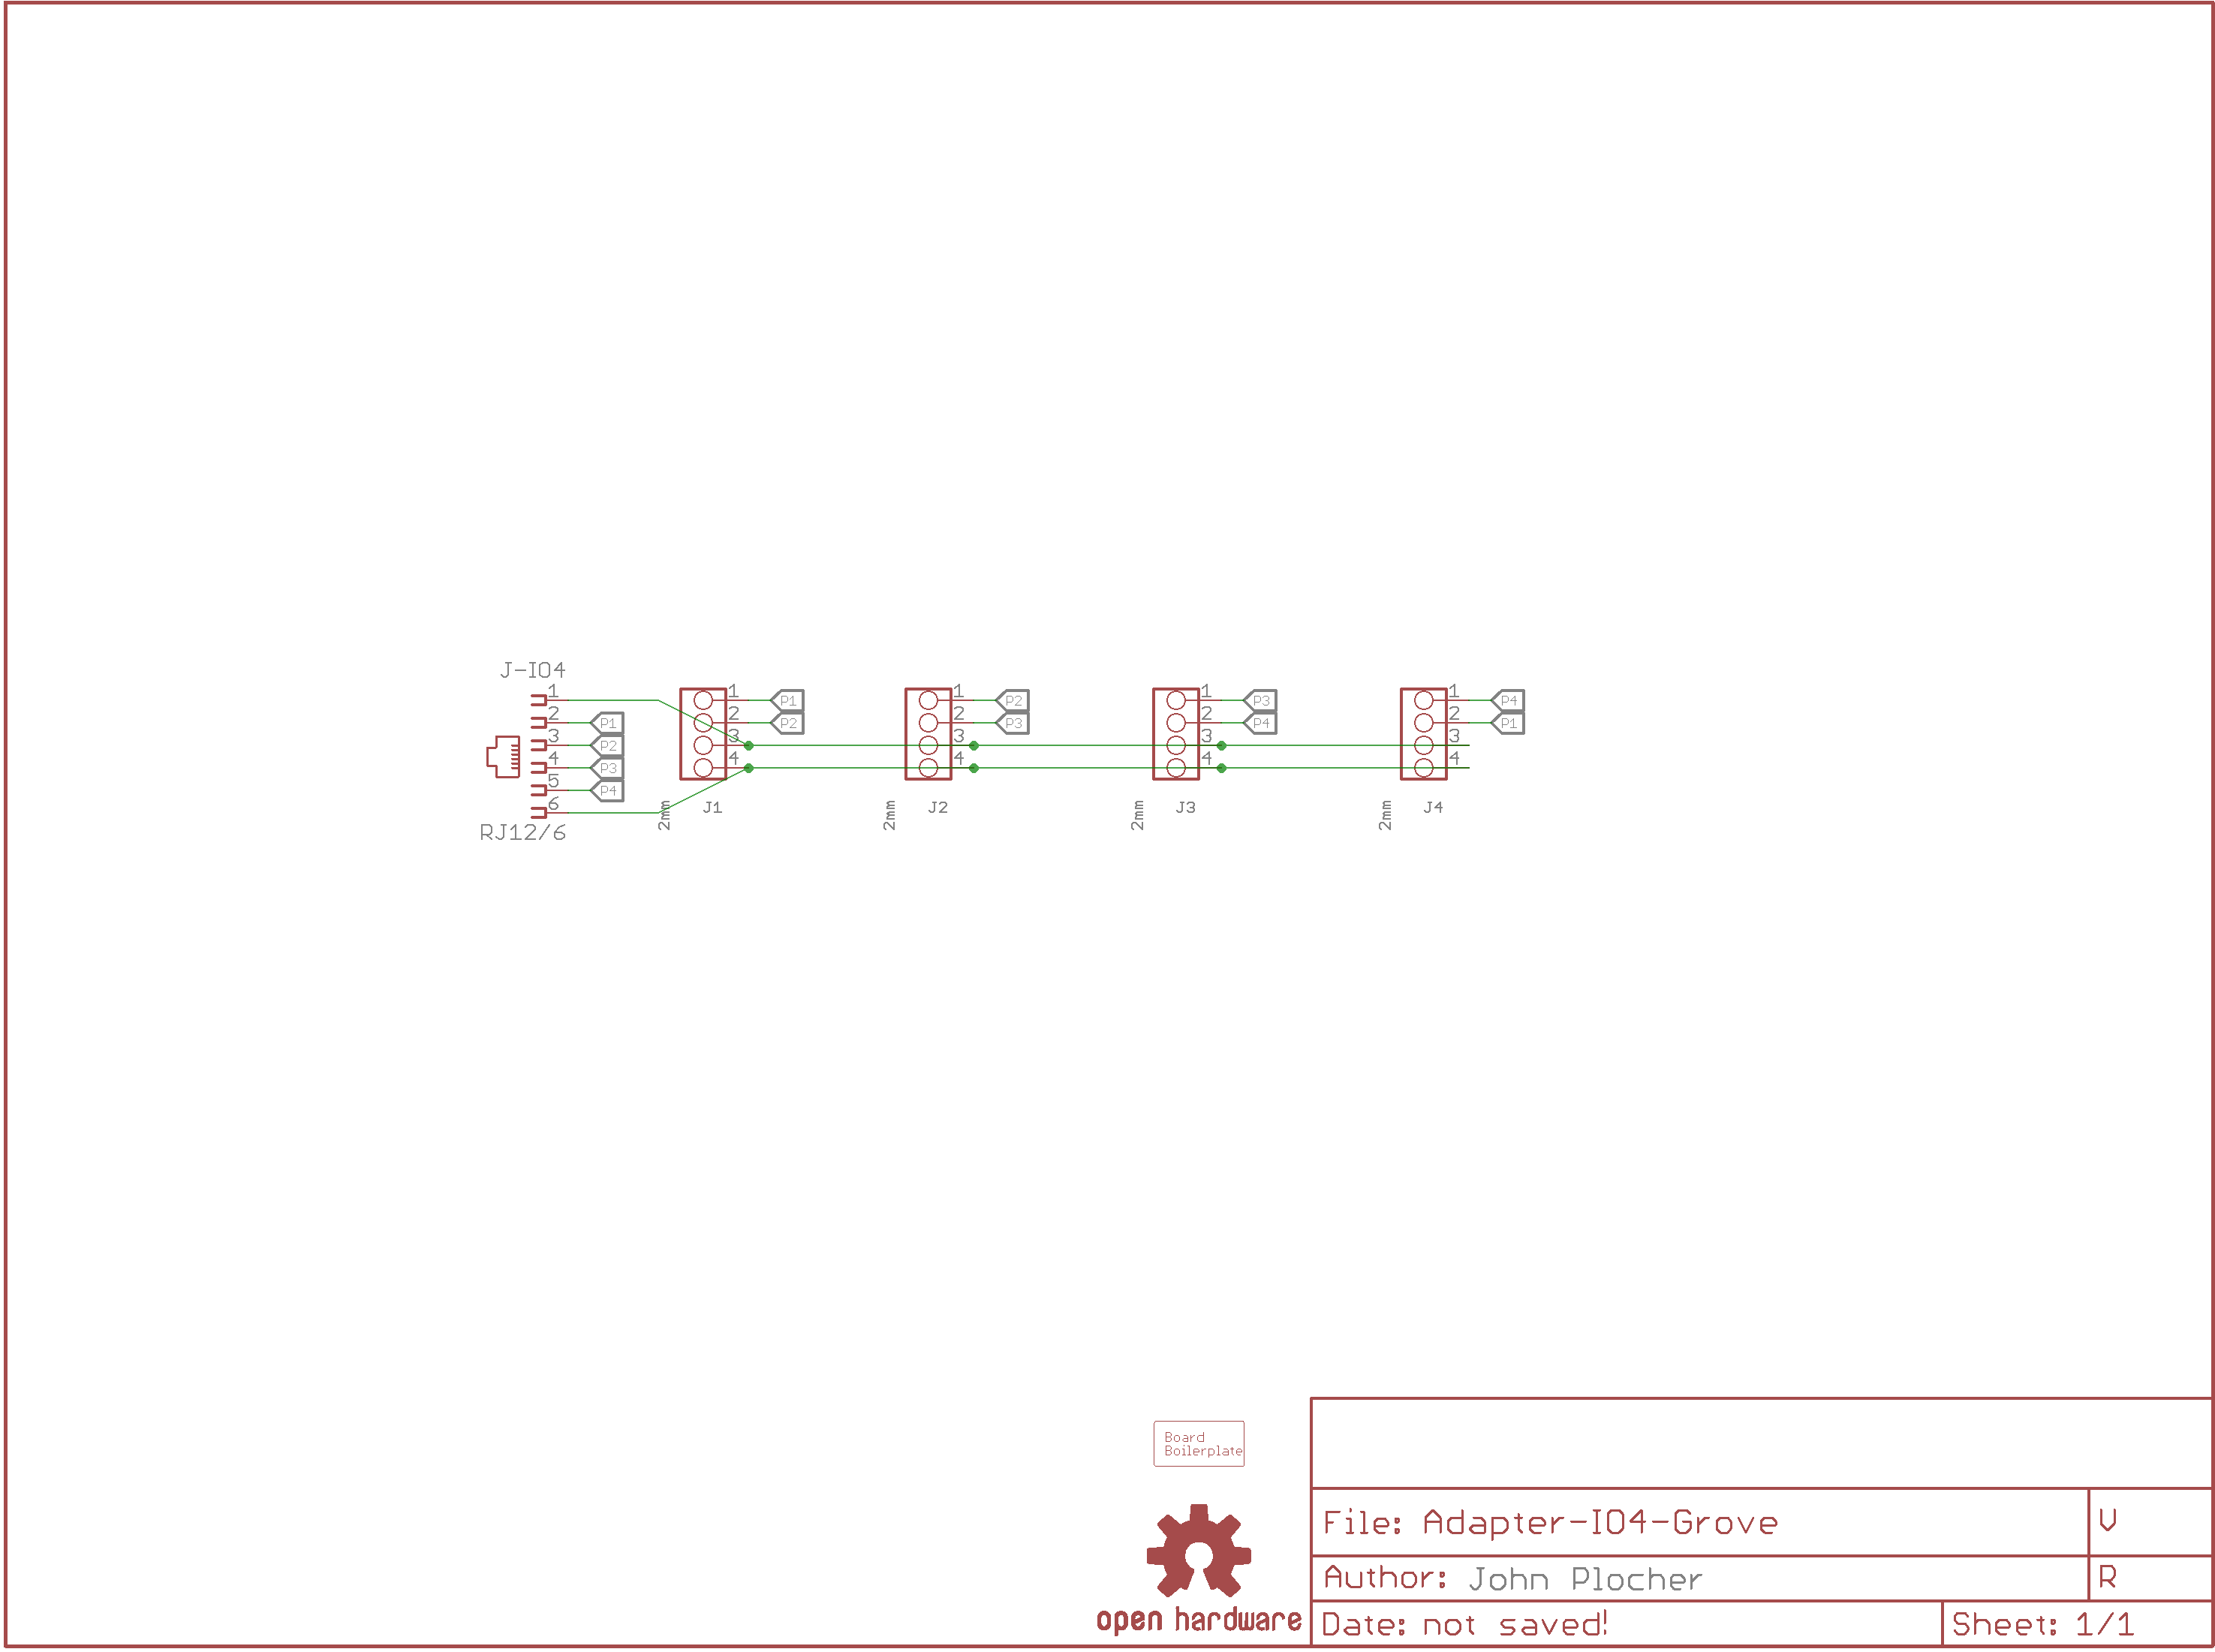 J-IO4
1
2
3
4
5
6
P1
P2
P3
P4
RJ12/6
1
2
3
4
P1
P2
2mm
J1
1
2
3
4
P2
P3
2mm
J2
1
2
3
4
P3
P4
2mm
J3
1
2
3
4
P4
P1
2mm
J4
Board
Boilerplate
open hardware
File: Adapter-IO4-Grove
V
Author: John Plocher
R
Date: not saved!
Sheet: 1/1